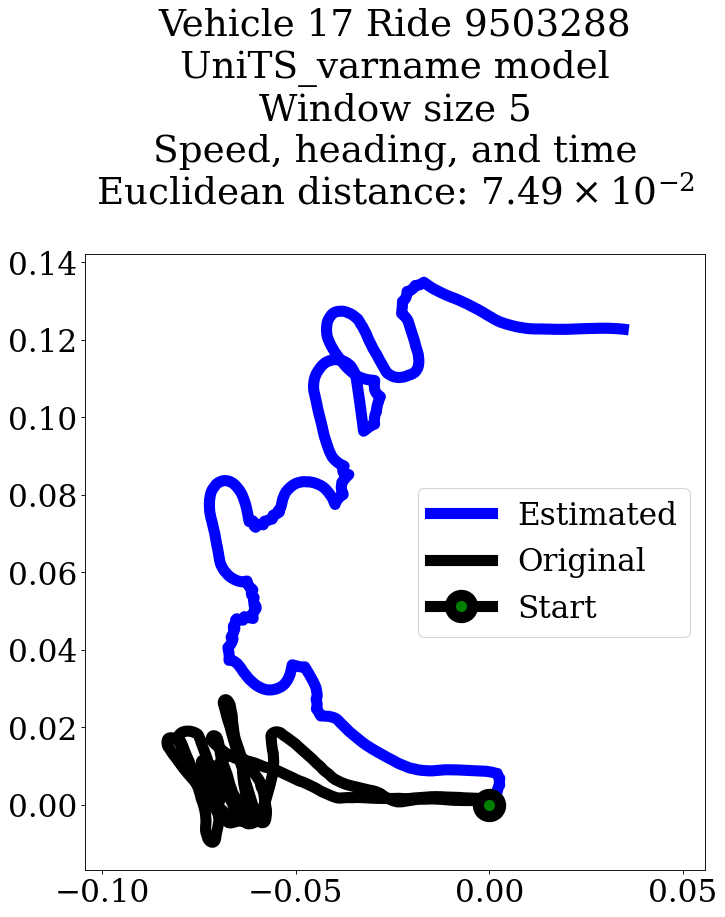 Vehicle 17 Ride 9503288
UniTS_varname model
Window size 5
Speed, heading, and time
Euclidean distance: 7.49 × 10⁻²
0.14
0.12
0.10
0.08
0.06
0.04
0.02
0.00
Estimated
Original
Start
−0.10 −0.05 0.00 0.05